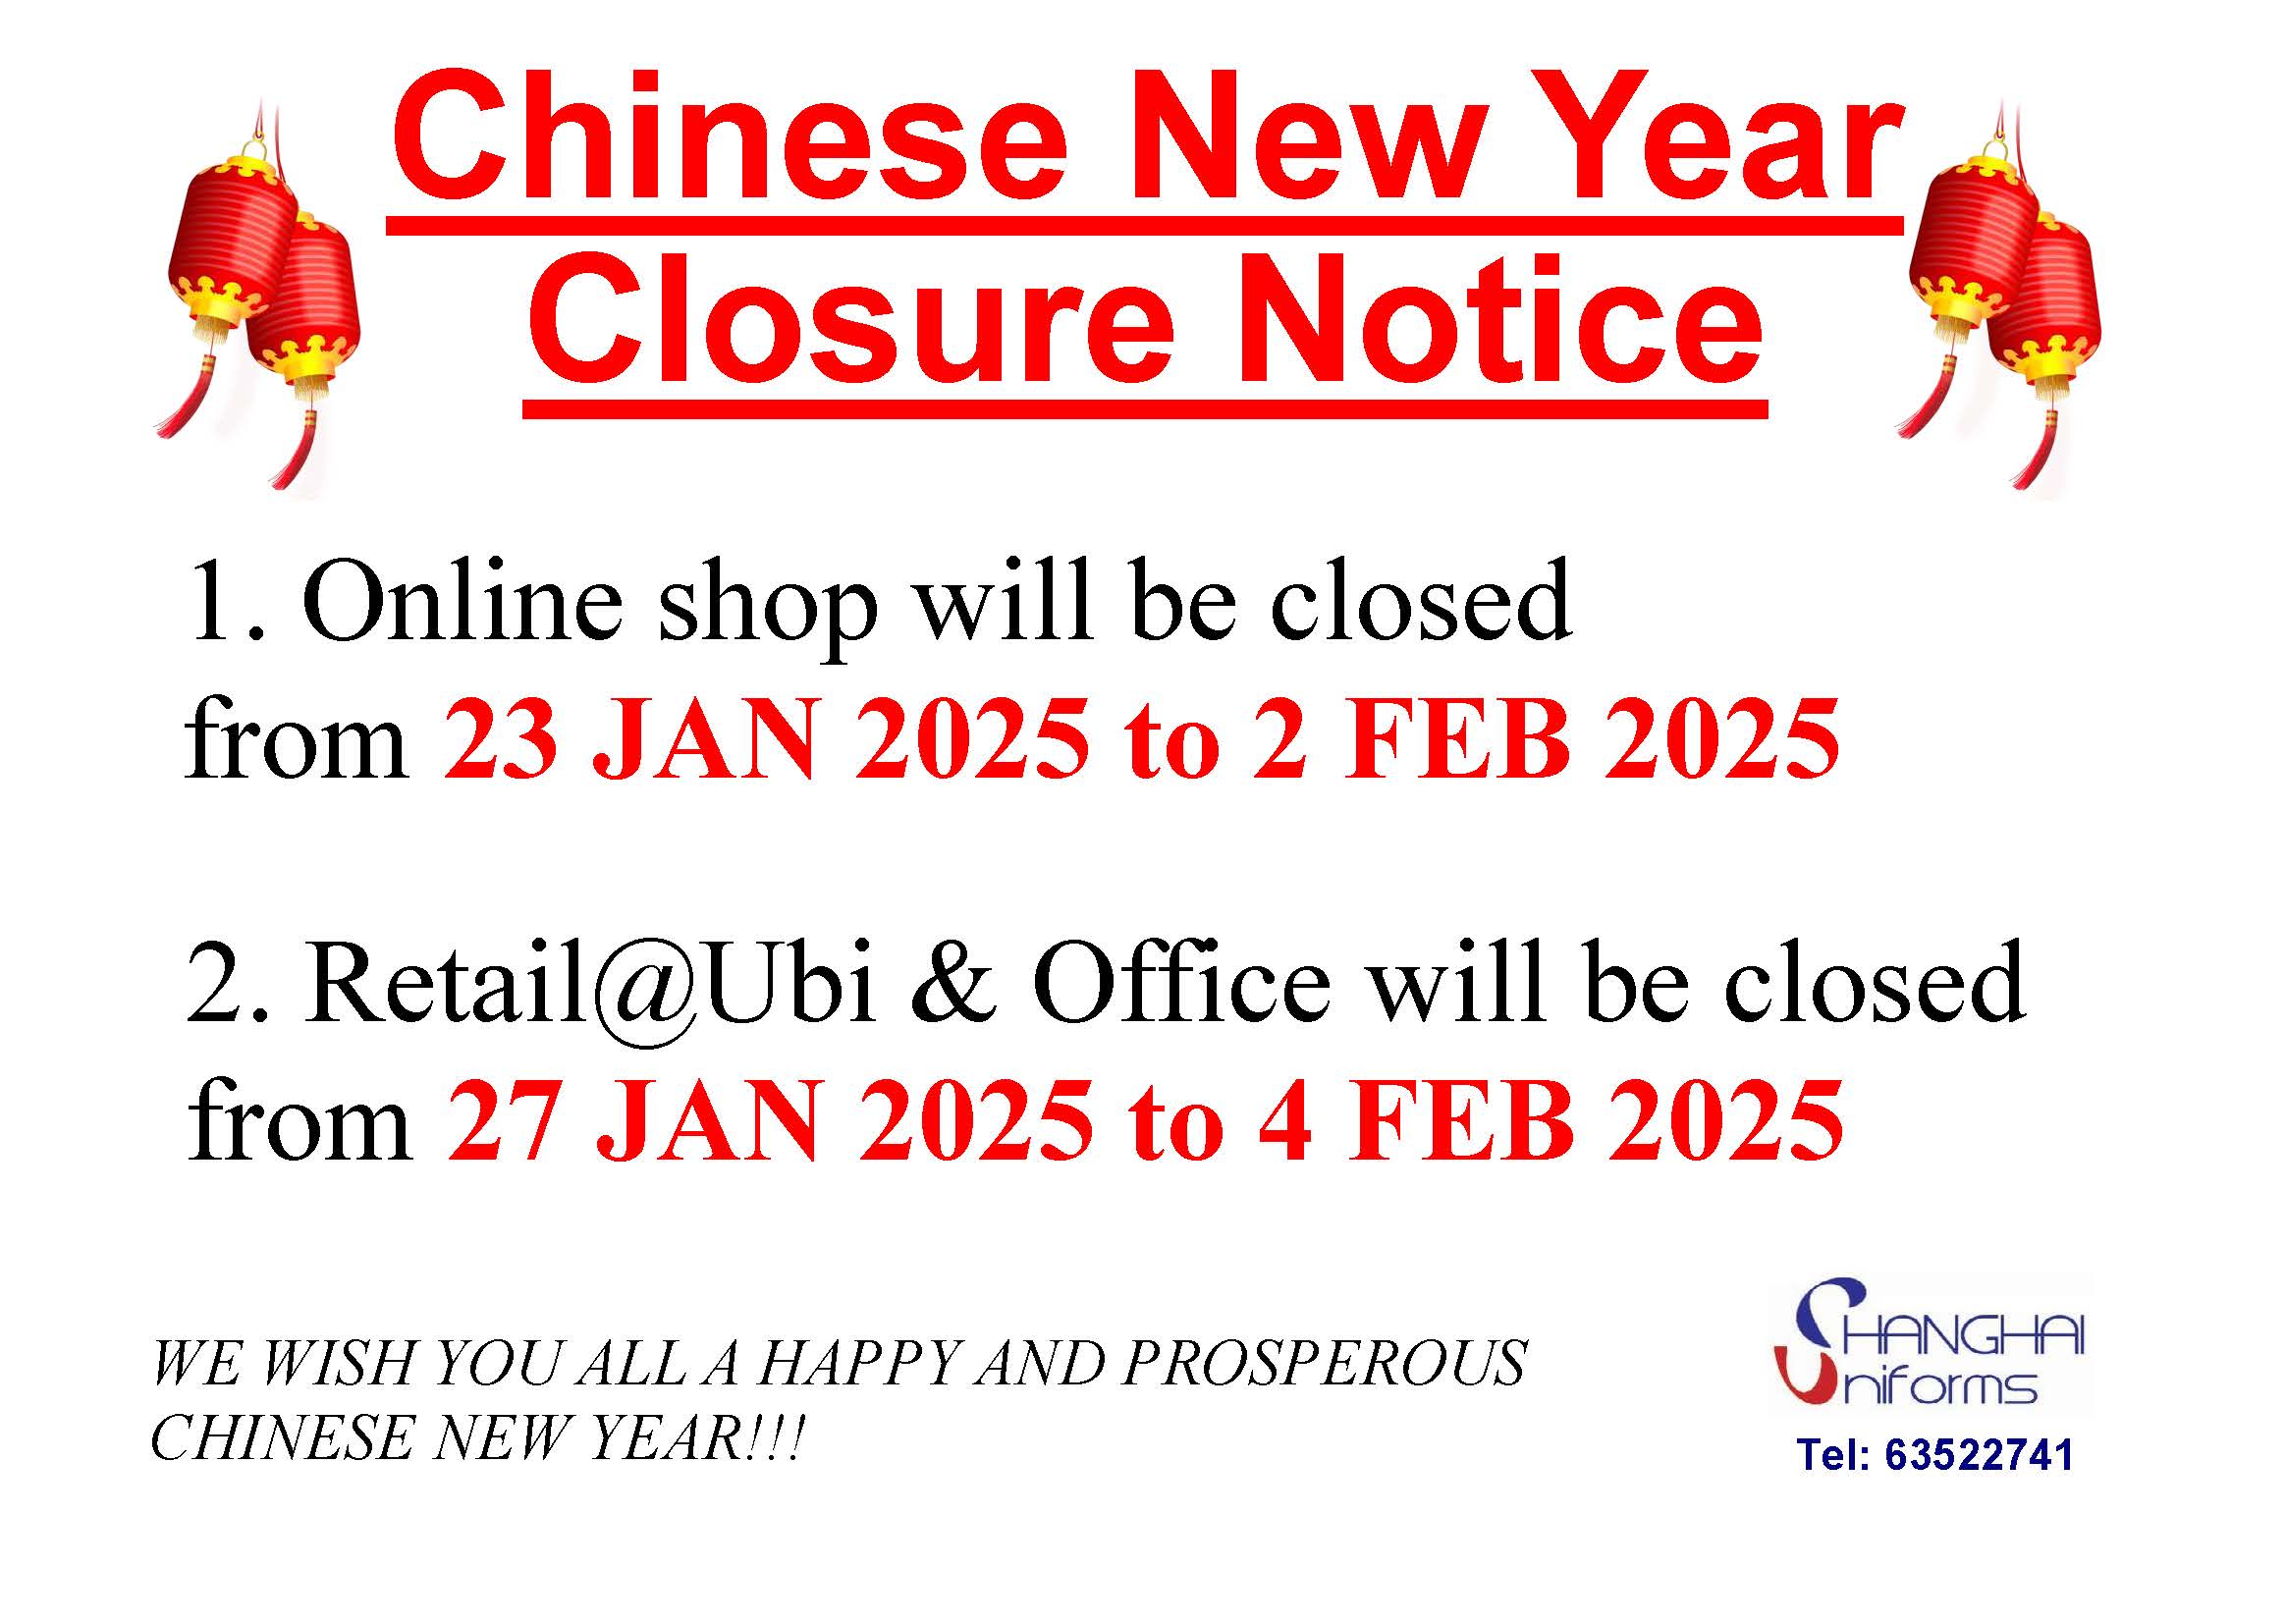 Chinese New Year
Closure Notice
1. Online shop will be closed
from 23 JAN 2025 to 2 FEB 2025
2. Retail@Ubi & Office will be closed
from 27 JAN 2025 to 4 FEB 2025
WE WISH YOU ALL A HAPPY AND PROSPEROUS
CHINESE NEW YEAR!!!
SHANGHAI
Uniforms
Tel: 63522741